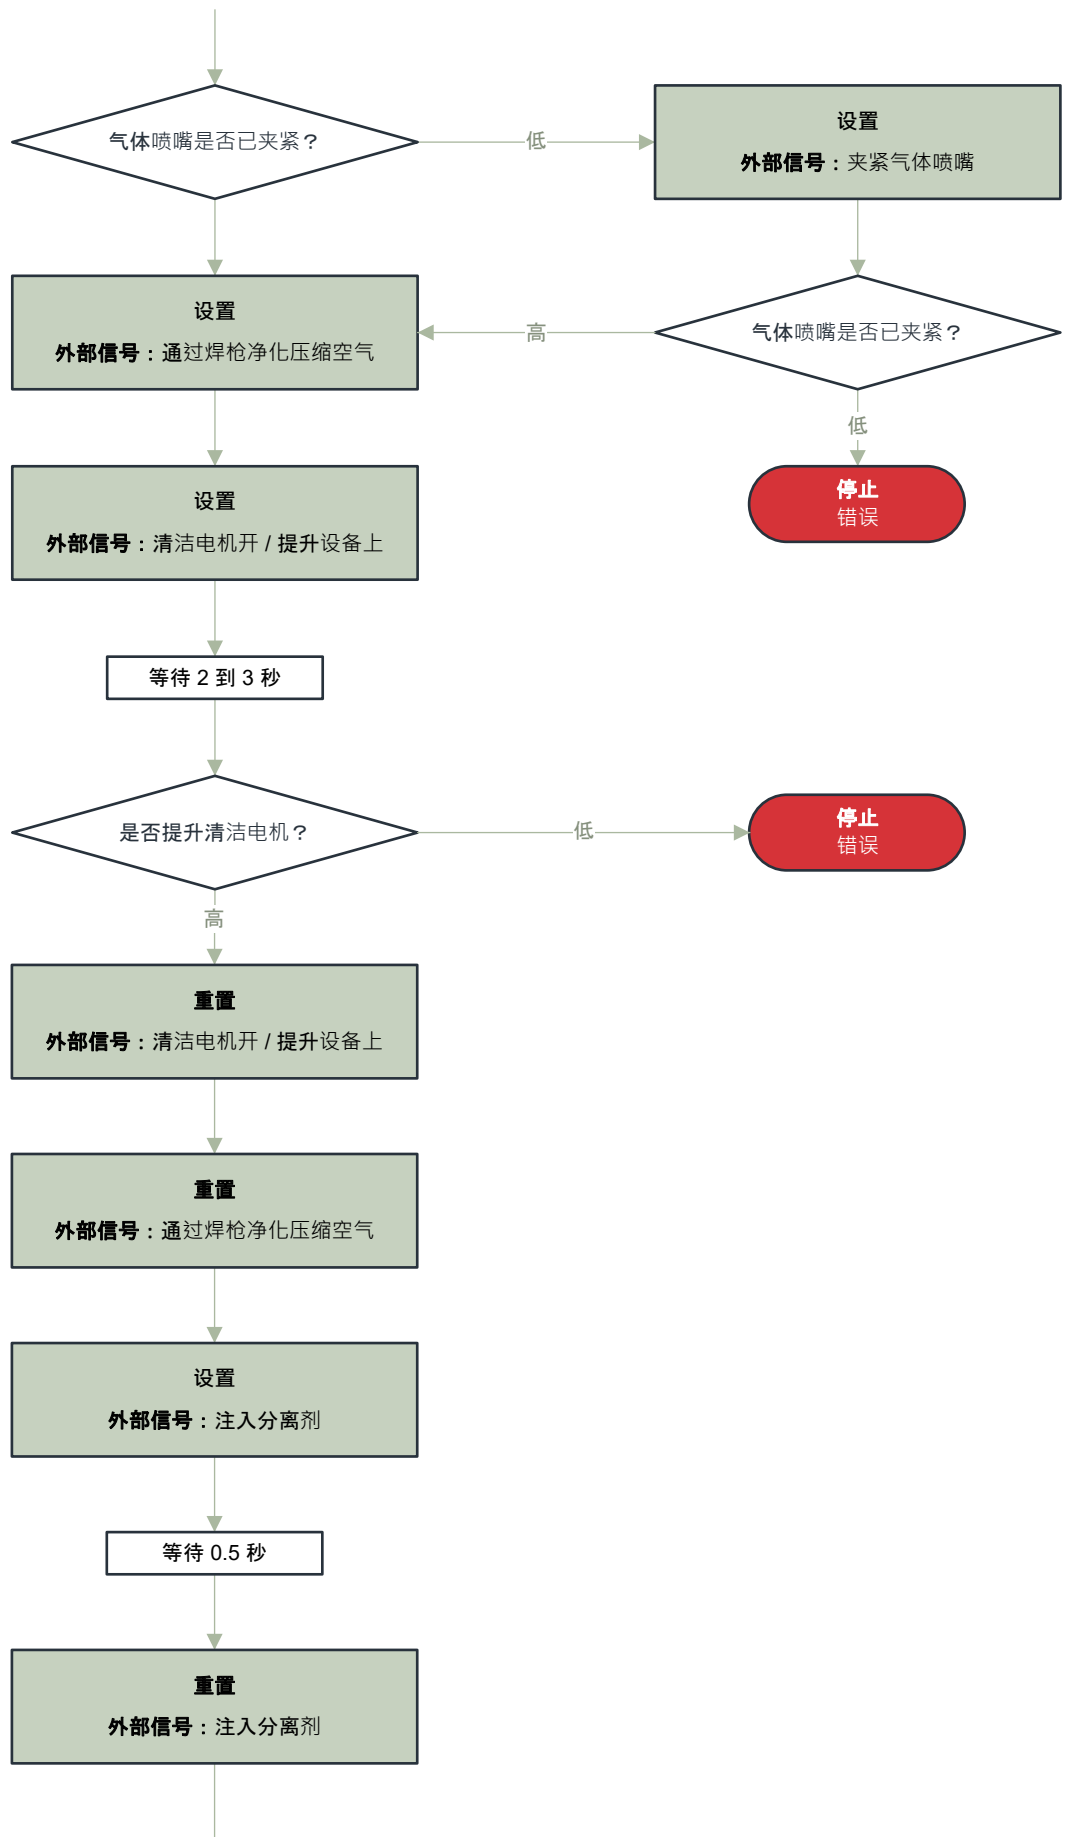 气体喷嘴是否已夹紧？
低
设置
外部信号：夹紧气体喷嘴
设置
外部信号：通过焊枪净化压缩空气
高
气体喷嘴是否已夹紧？
低
停止
错误
设置
外部信号：清洁电机开 / 提升设备上
等待 2 到 3 秒
是否提升清洁电机？
低
停止
错误
高
重置
外部信号：清洁电机开 / 提升设备上
重置
外部信号：通过焊枪净化压缩空气
设置
外部信号：注入分离剂
等待 0.5 秒
重置
外部信号：注入分离剂